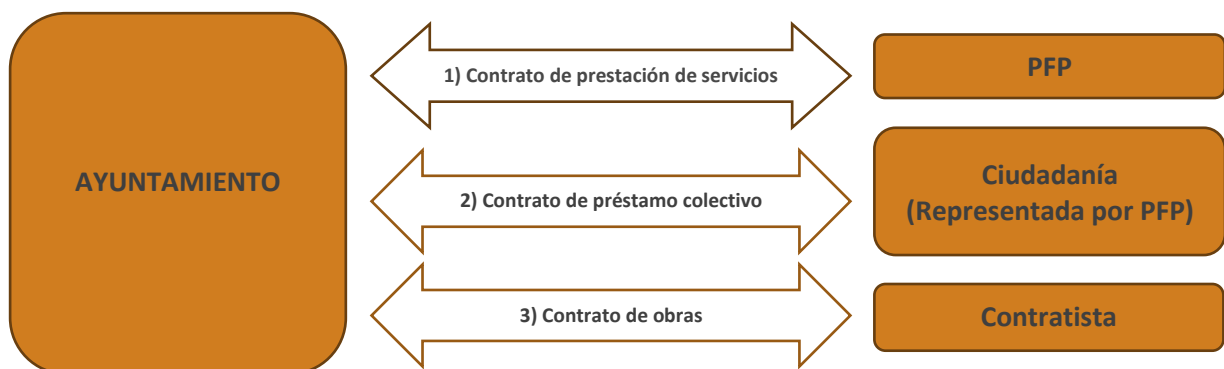 AYUNTAMIENTO
1) Contrato de prestación de servicios
PFP
2) Contrato de préstamo colectivo
Ciudadanía
(Representada por PFP)
3) Contrato de obras
Contratista